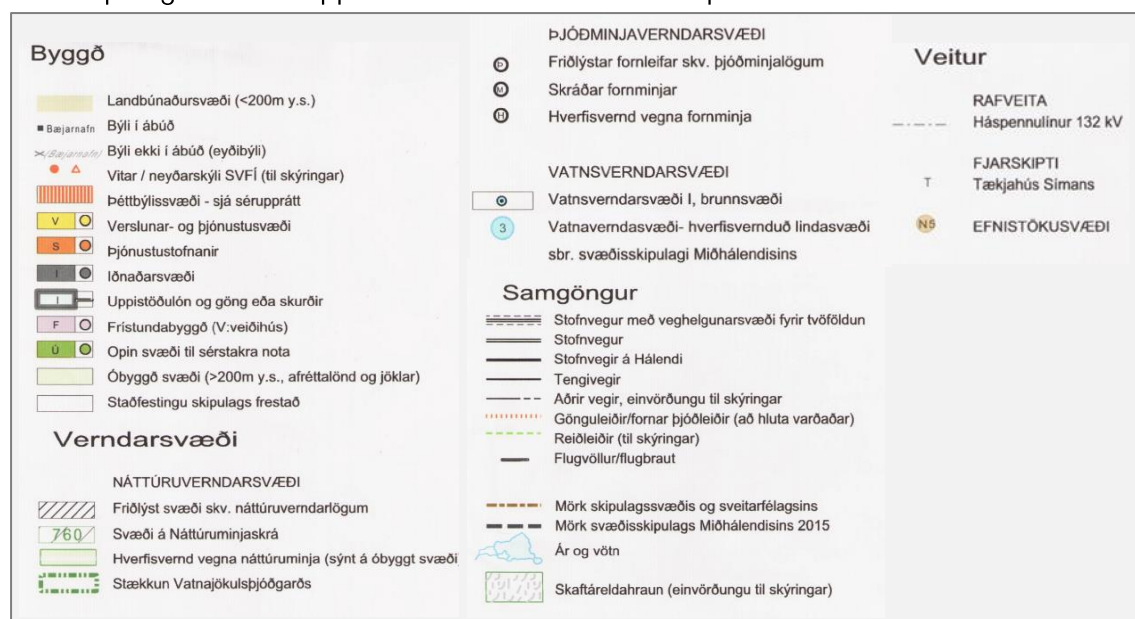 Byggð
Landbúnaðursvæði (<200m y.s.)
Bæjarnafn Býli í ábúð
/Bæjarnafn/ Býli ekki í ábúð (eyðibýli)
Vitar / neyðarskýli SVFÍ (til skýringar)
Þéttbýlissvæði - sjá sérupprátt
V Verslunar- og þjónustusvæði
S Þjónustustofnanir
I Iðnaðarsvæði
I Uppistöðulón og göng eða skurðir
F Frístundabyggð (V:veiðihús)
Ú Opin svæði til sérstakra nota
Óbyggð svæði (>200m y.s., afréttalönd og jöklar)
Staðfestingu skipulags frestað
Verndarsvæði
NÁTTÚRUVERNDARSVÆÐI
Friðlýst svæði skv. náttúruverndarlögum
760 Svæði á Náttúruminjaskrá
Hverfisvernd vegna náttúruminja (sýnt á óbyggt svæði
Stækkun Vatnajökulsþjóðgarðs
ÞJÓÐMINJAVERNDARSVÆÐI
Þ Friðlýstar fornleifar skv. þjóðminjalögum
M Skráðar fornminjar
H Hverfisvernd vegna fornminja
VATNSVERNDARSVÆÐI
Vatnsverndarsvæði I, brunnsvæði
3 Vatnaverndasvæði- hverfisvernduð lindasvæði
sbr. svæðisskipulagi Miðhálendisins
Samgöngur
Stofnvegur með veghelgunarsvæði fyrir tvöföldun
Stofnvegur
Stofnvegir á Hálendi
Tengivegir
Aðrir vegir, einvörðungu til skýringar
Gönguleiðir/fornar þjóðleiðir (að hluta varðaðar)
Reiðleiðir (til skýringar)
Flugvöllur/flugbraut
Mörk skipulagssvæðis og sveitarfélagsins
Mörk svæðisskipulags Miðhálendisins 2015
Ár og vötn
Skaftáreldahraun (einvörðungu til skýringar)
Veitur
RAFVEITA
Háspennulínur 132 kV
FJARSKIPTI
T Tækjahús Símans
N5 EFNISTÖKUSVÆÐI